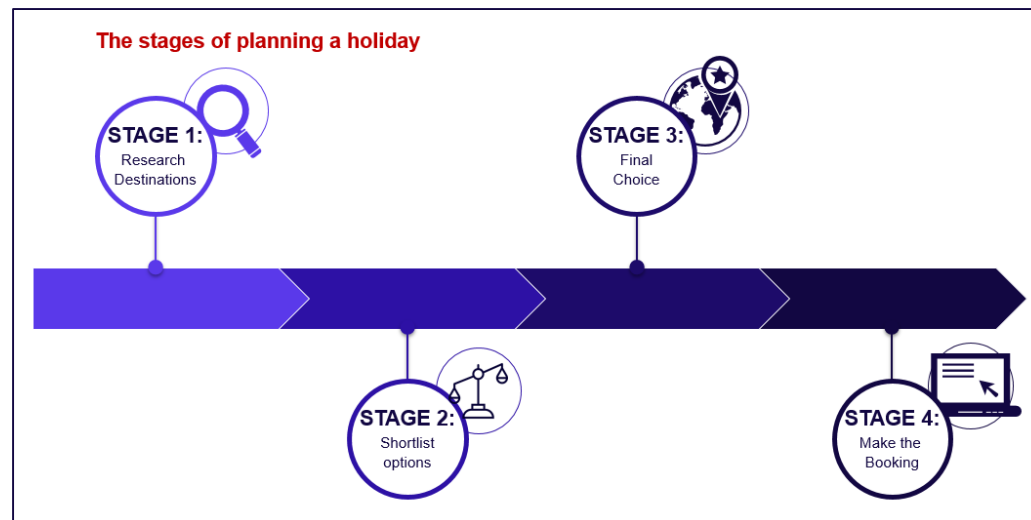 The stages of planning a holiday
STAGE 1:
Research
Destinations
STAGE 2:
Shortlist
options
STAGE 3:
Final
Choice
STAGE 4:
Make the
Booking